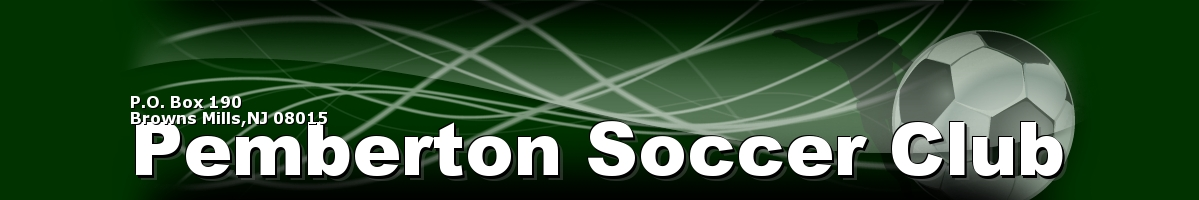 P.O. Box 190
Browns Mills,NJ 08015
Pemberton Soccer Club